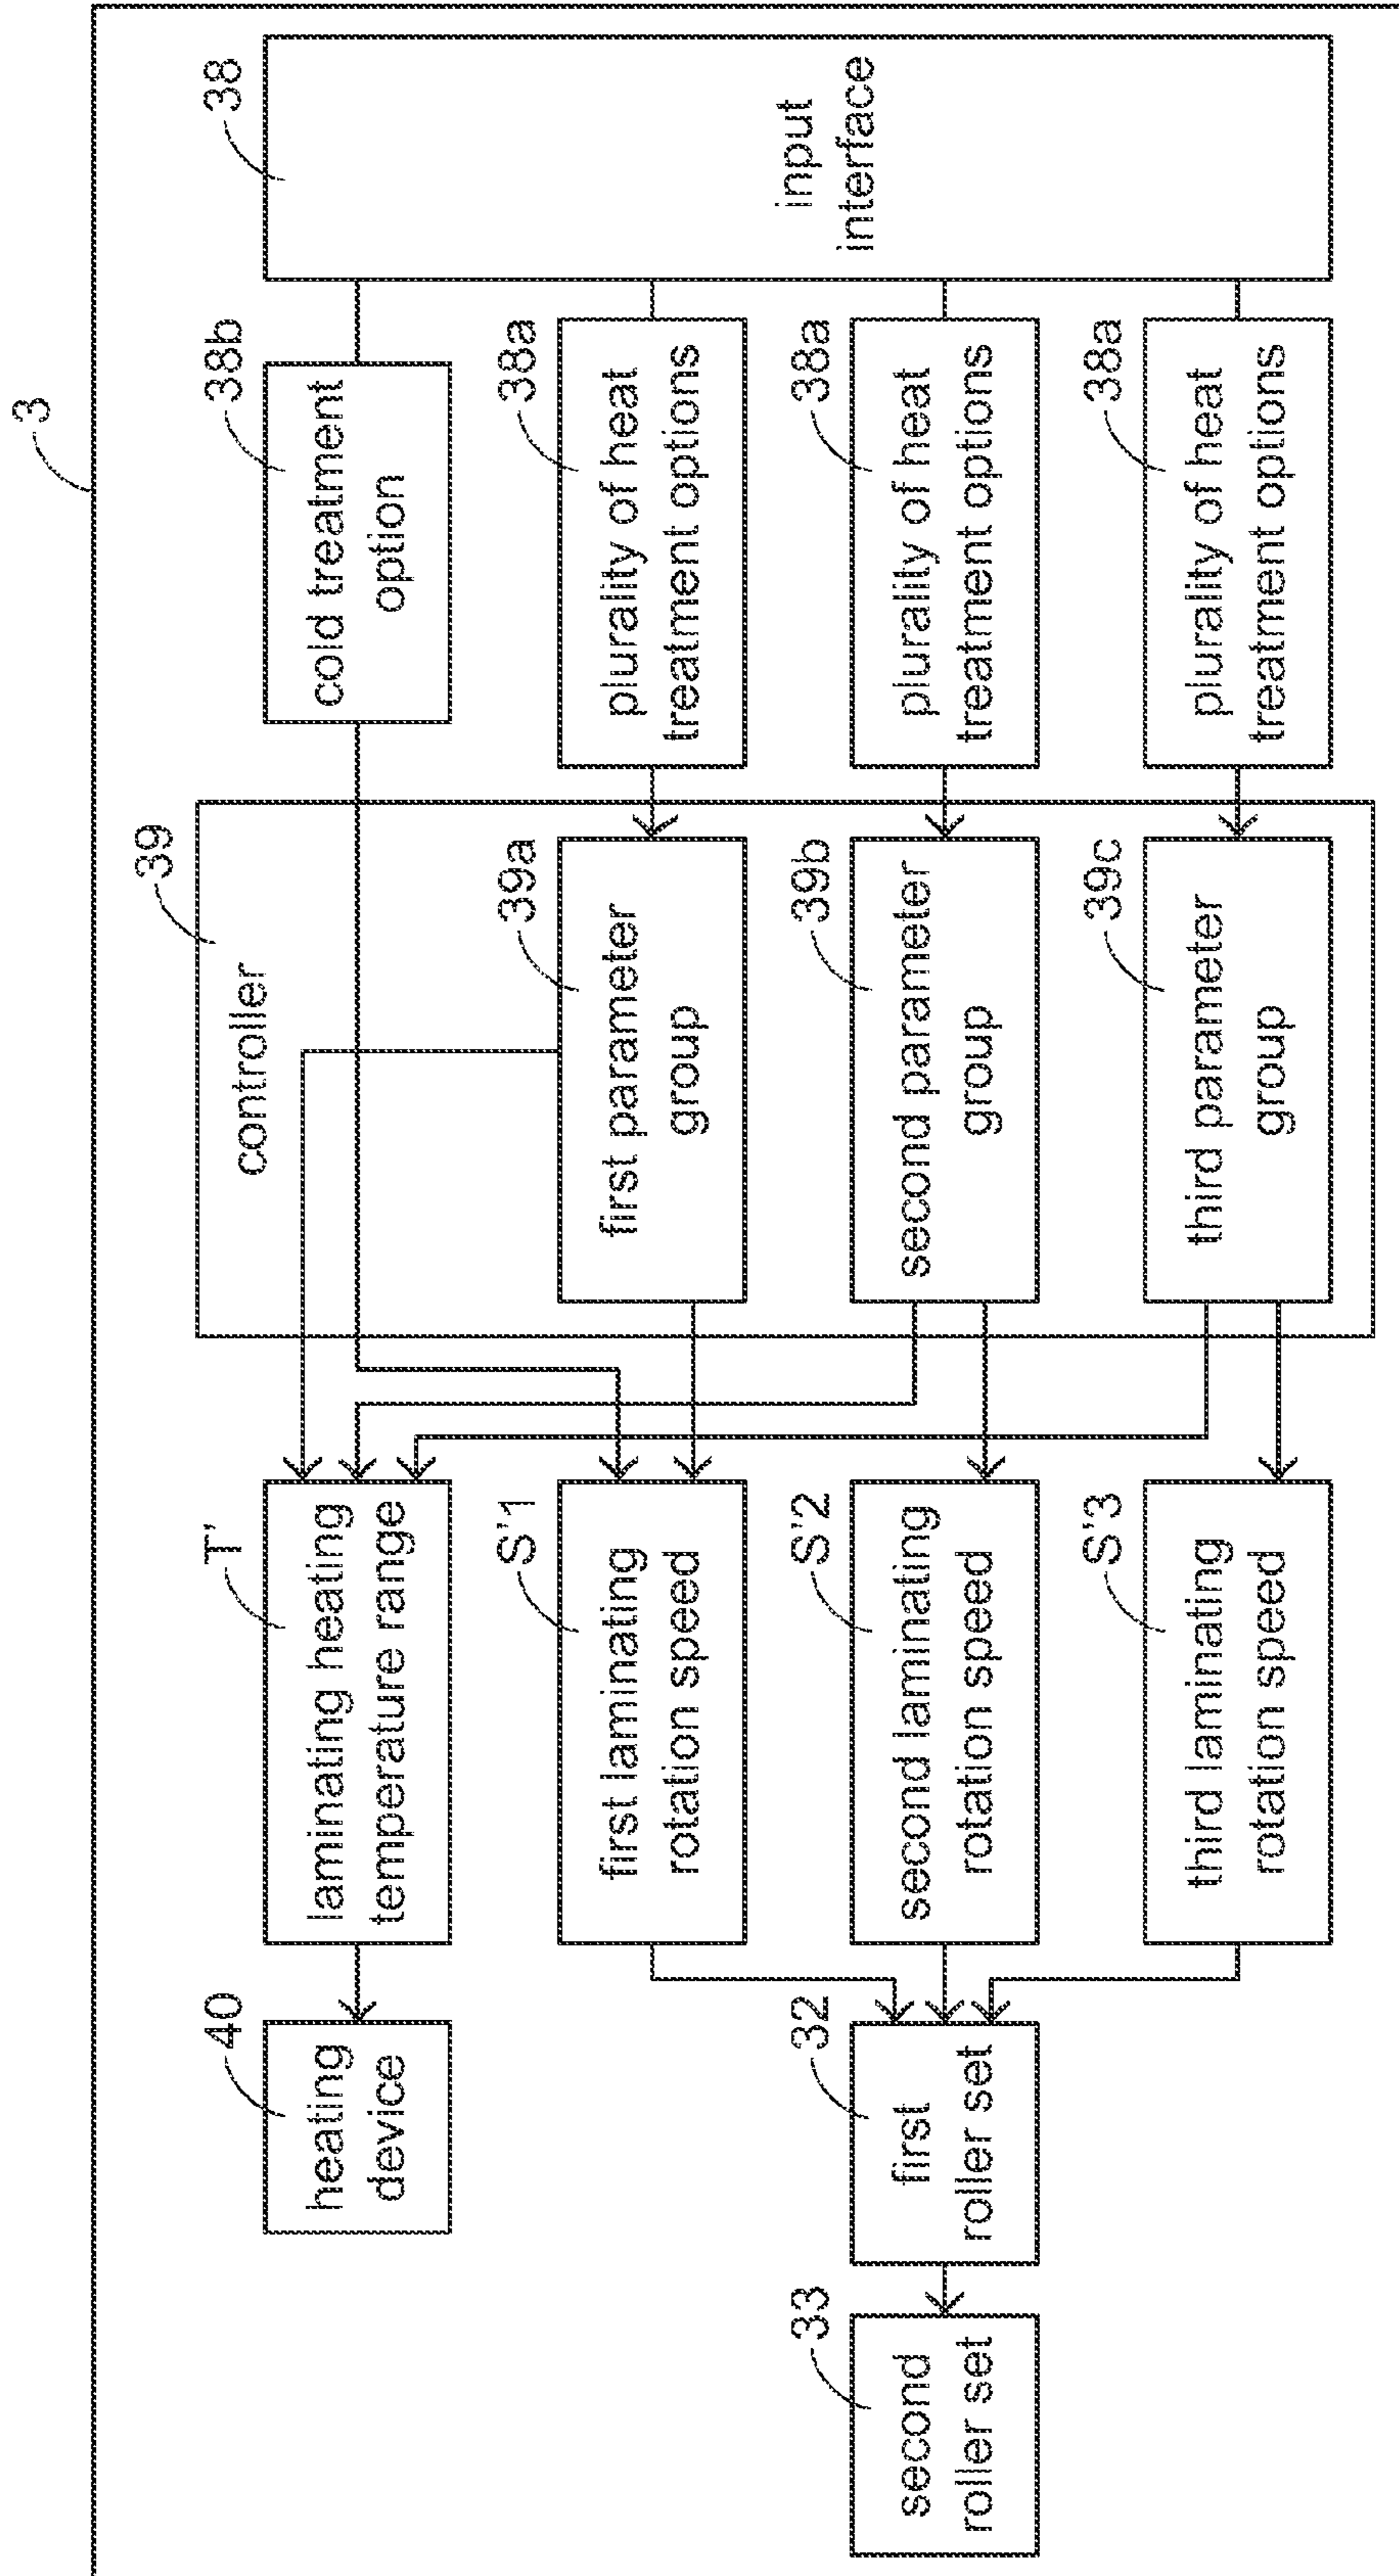 3
38
input
interface
38b
cold treatment
option
38a
plurality of heat
treatment options
38a
plurality of heat
treatment options
38a
plurality of heat
treatment options
39
controller
39a
first parameter
group
39b
second parameter
group
39c
third parameter
group
T'
laminating heating
temperature range
S'1
first laminating
rotation speed
S'2
second laminating
rotation speed
S'3
third laminating
rotation speed
40
heating
device
32
first
roller set
33
second
roller set